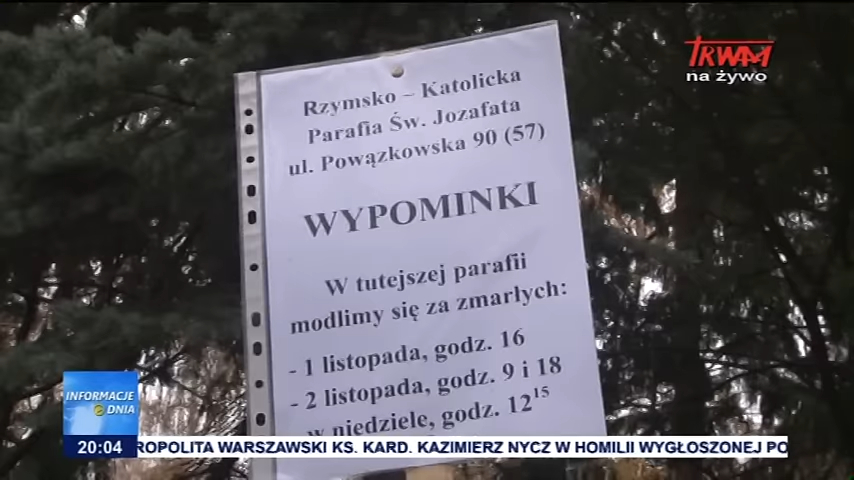 TRWAM
na żywo
Rzymsko – Katolicka
Parafia Św. Jozafata
ul. Powązkowska 90 (57)
WYPOMINKI
W tutejszej parafii
modlimy się za zmarłych:
- 1 listopada, godz. 16
- 2 listopada, godz. 9 i 18
w niedziele, godz. 12¹⁵
INFORMACJE
DNIA
20:04
ROPOLITA WARSZAWSKI KS. KARD. KAZIMIERZ NYCZ W HOMILII WYGŁOSZONEJ PO